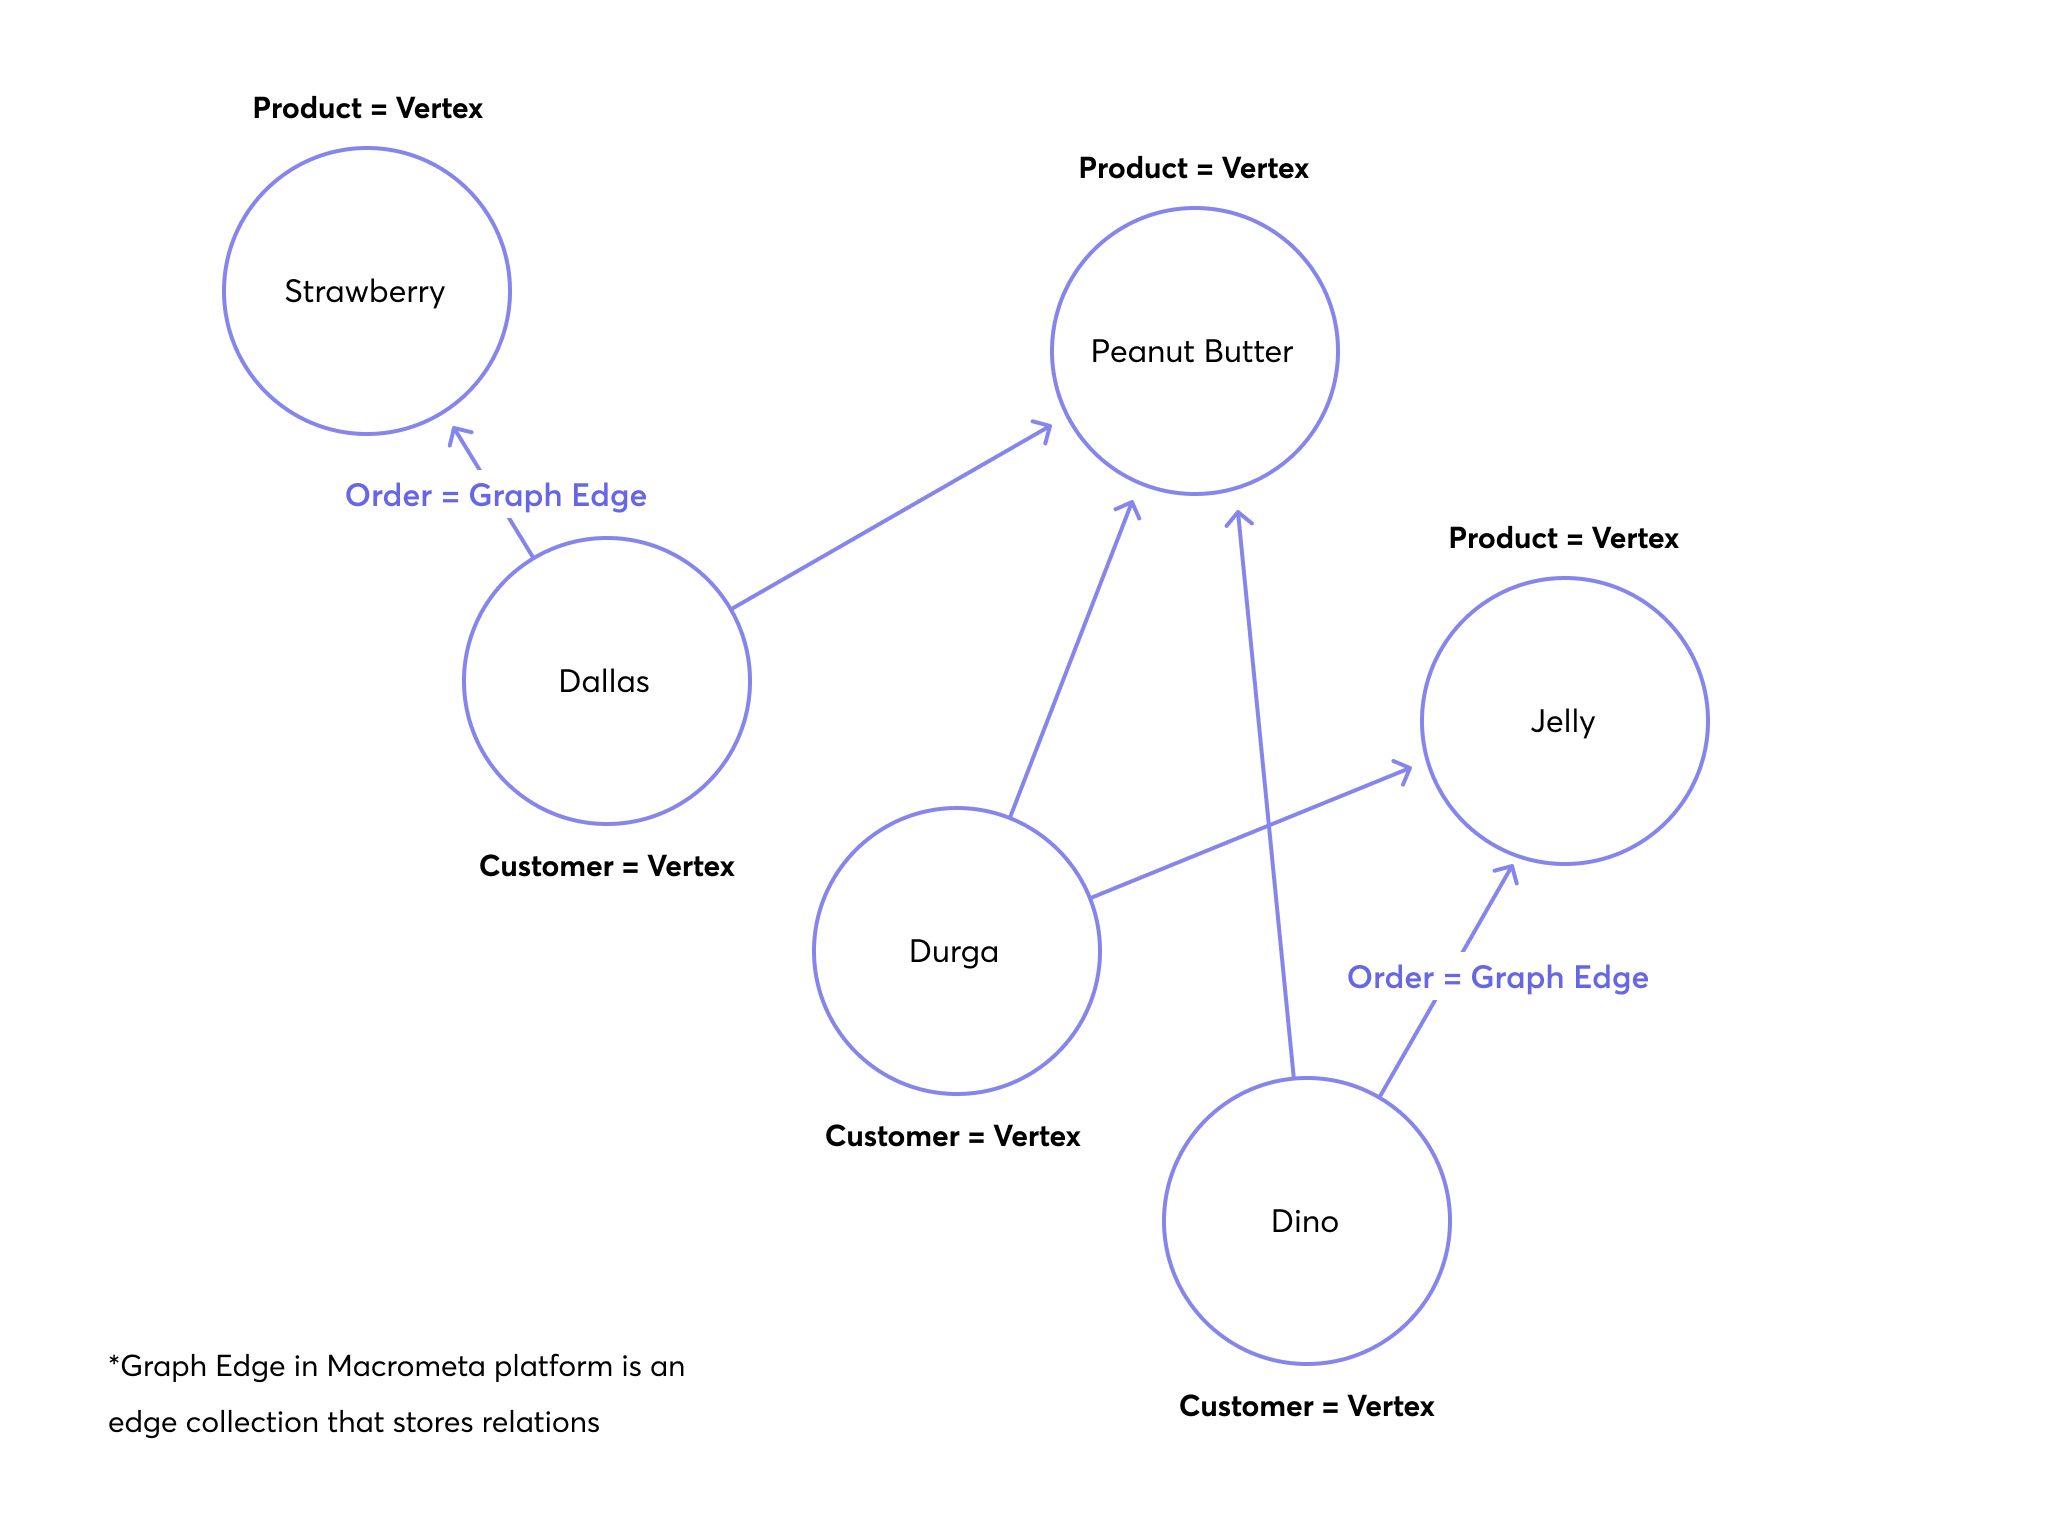 Product = Vertex
Product = Vertex
Strawberry
Peanut Butter
Order = Graph Edge
Product = Vertex
Dallas
Jelly
Customer = Vertex
Durga
Order = Graph Edge
Customer = Vertex
Dino
*Graph Edge in Macrometa platform is an
edge collection that stores relations
Customer = Vertex